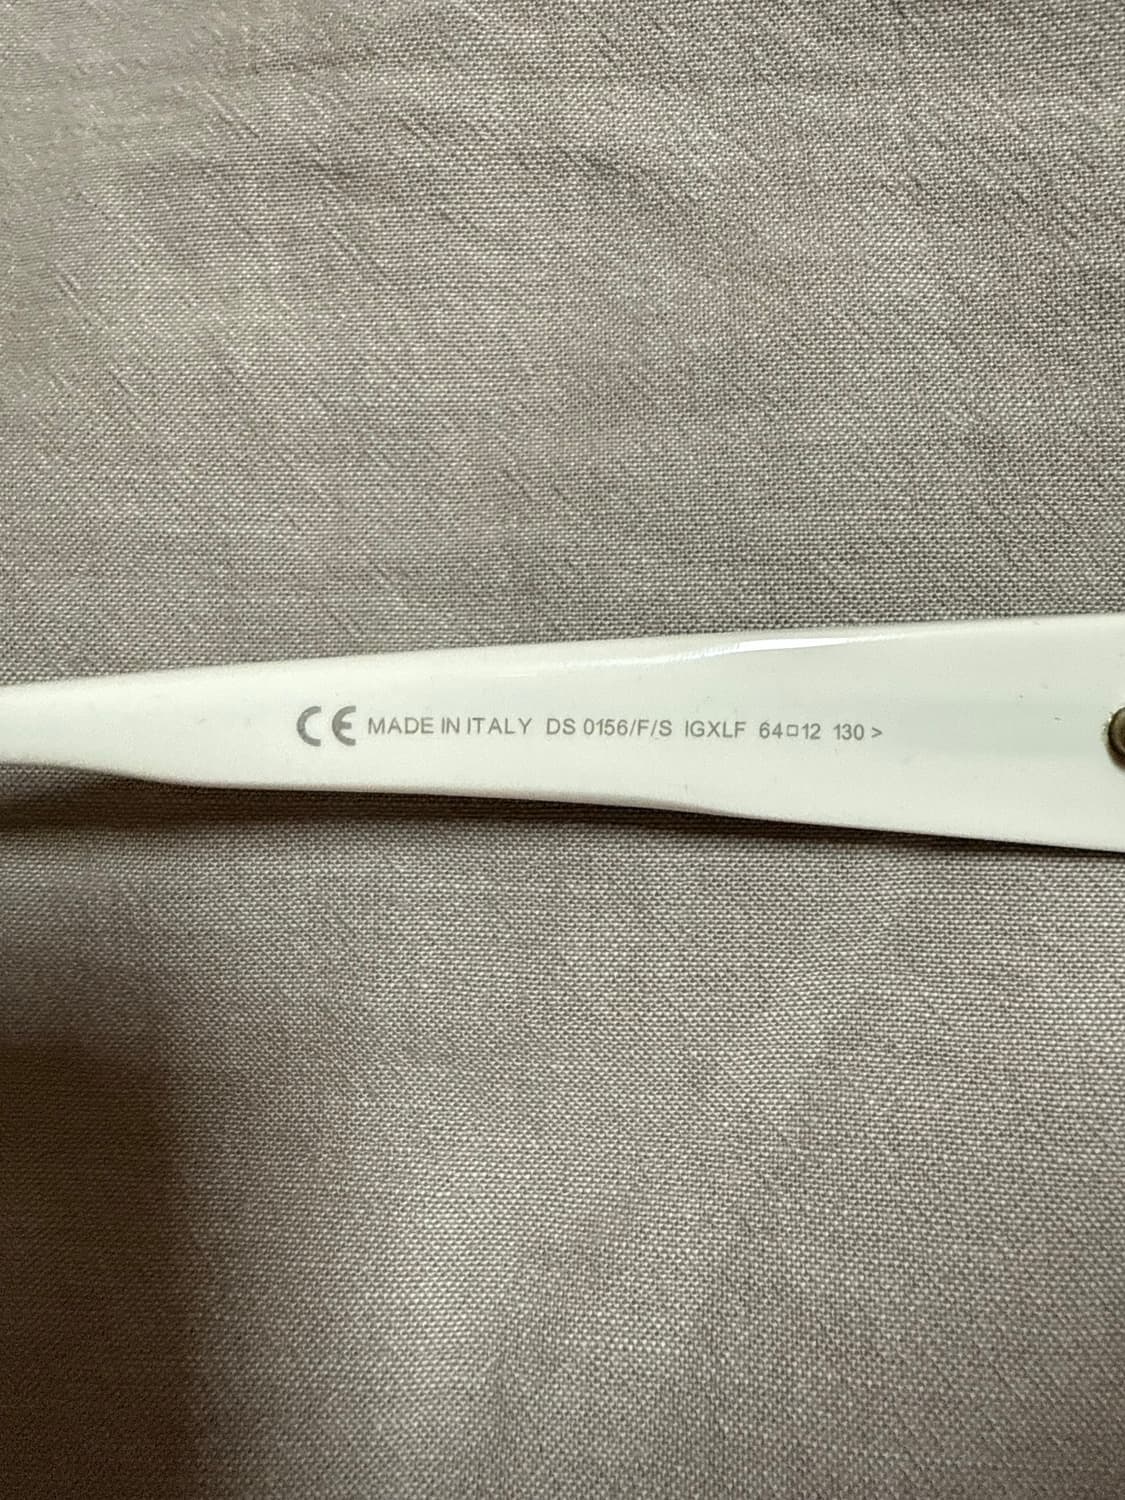 CE MADE IN ITALY DS 0156/F/S IGXLF 64□12 130 >